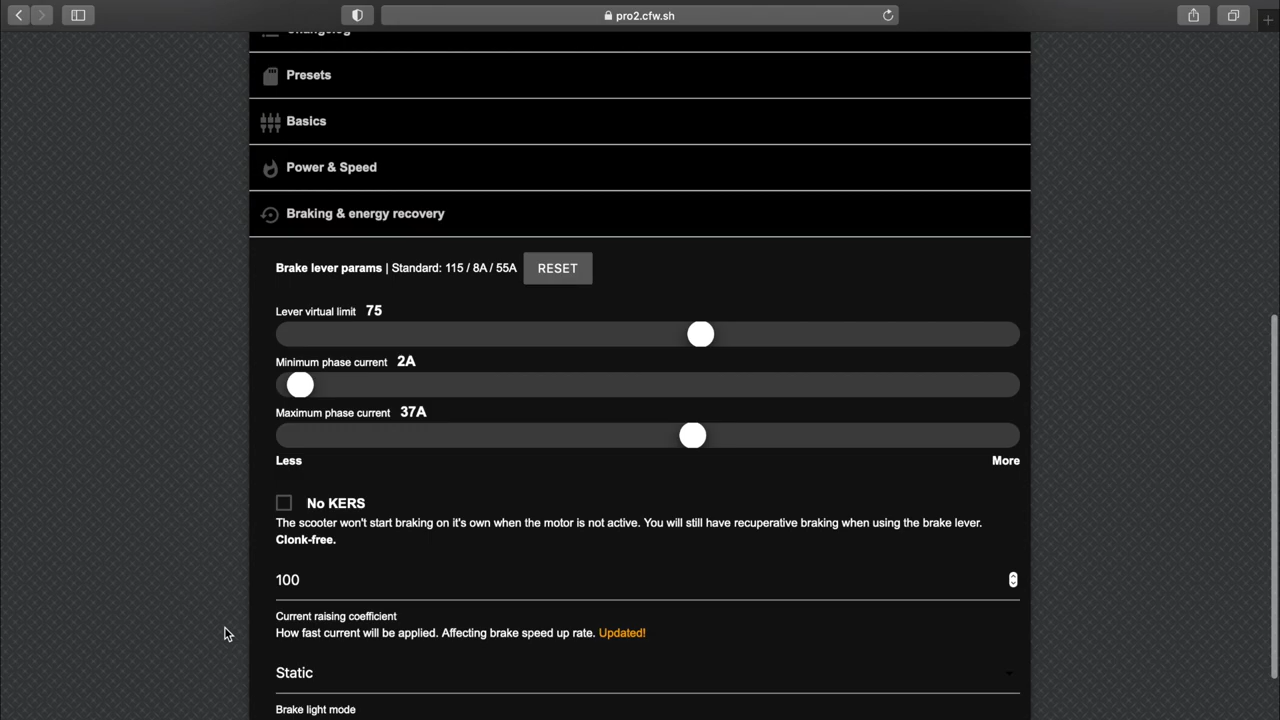 pro2.cfw.sh
Changelog
Presets
Basics
Power & Speed
Braking & energy recovery
Brake lever params | Standard: 115 / 8A / 55A RESET
Lever virtual limit 75
Minimum phase current 2A
Maximum phase current 37A
Less More
No KERS
The scooter won't start braking on it's own when the motor is not active. You will still have recuperative braking when using the brake lever.
Clonk-free.
100
Current raising coefficient
How fast current will be applied. Affecting brake speed up rate. Updated!
Static
Brake light mode